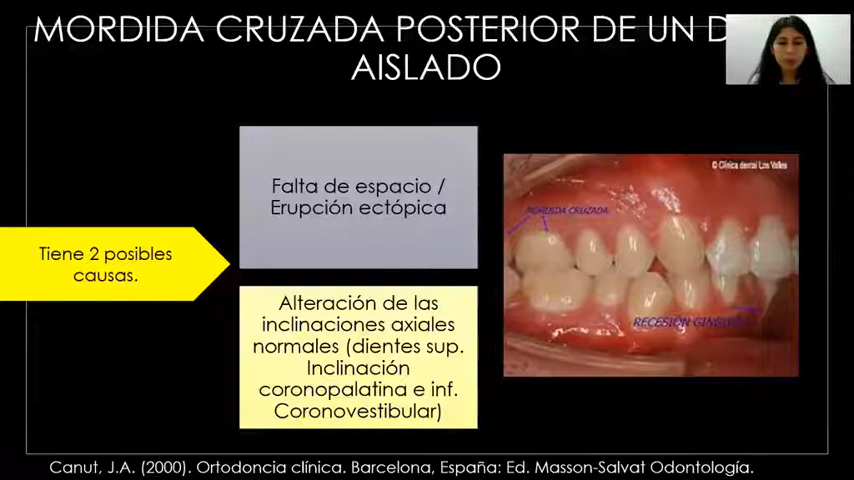 MORDIDA CRUZADA POSTERIOR DE UN
AISLADO
Falta de espacio /
Erupción ectópica
Tiene 2 posibles
causas.
Alteración de las
inclinaciones axiales
normales (dientes sup.
Inclinación
coronopalatina e inf.
Coronovestibular)
© Clínica dental Los Valles
MORDIDA CRUZADA
RECESIÓN
Canut, J.A. (2000). Ortodoncia clínica. Barcelona, España: Ed. Masson-Salvat Odontología.